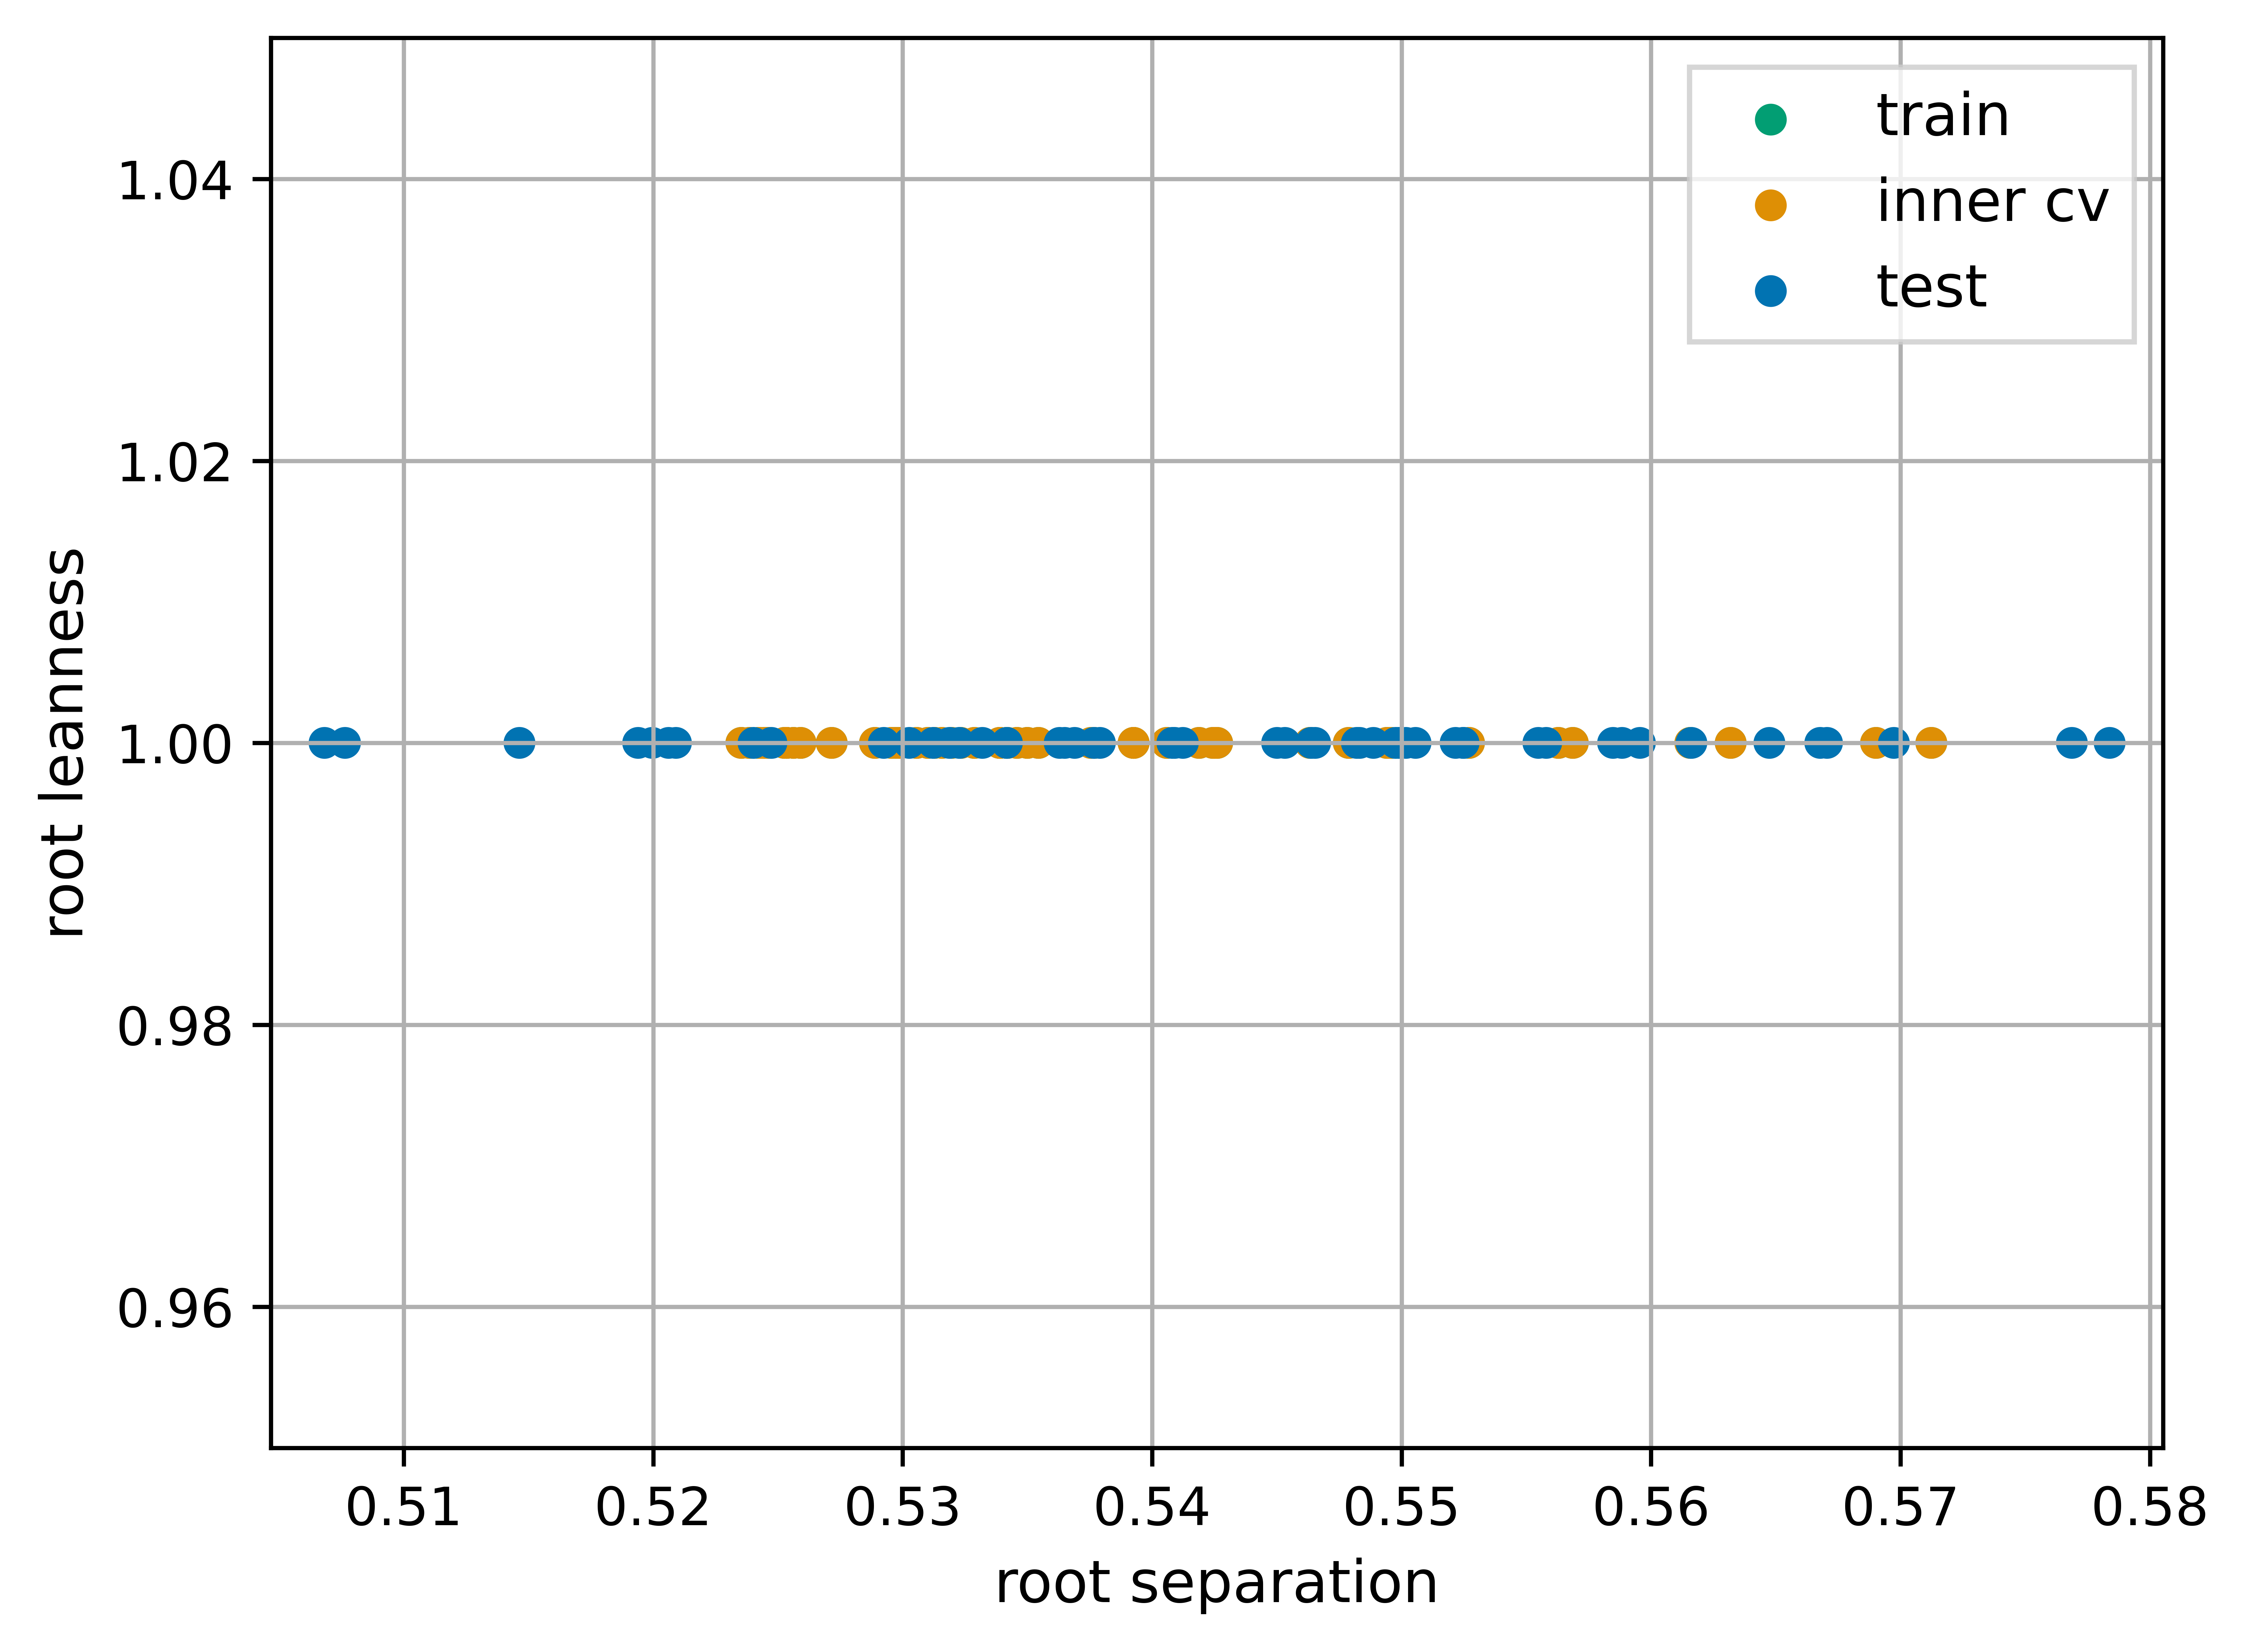 train
inner cv
test
1.04
1.02
1.00
0.98
0.96
root leanness
0.51 0.52 0.53 0.54 0.55 0.56 0.57 0.58
root separation